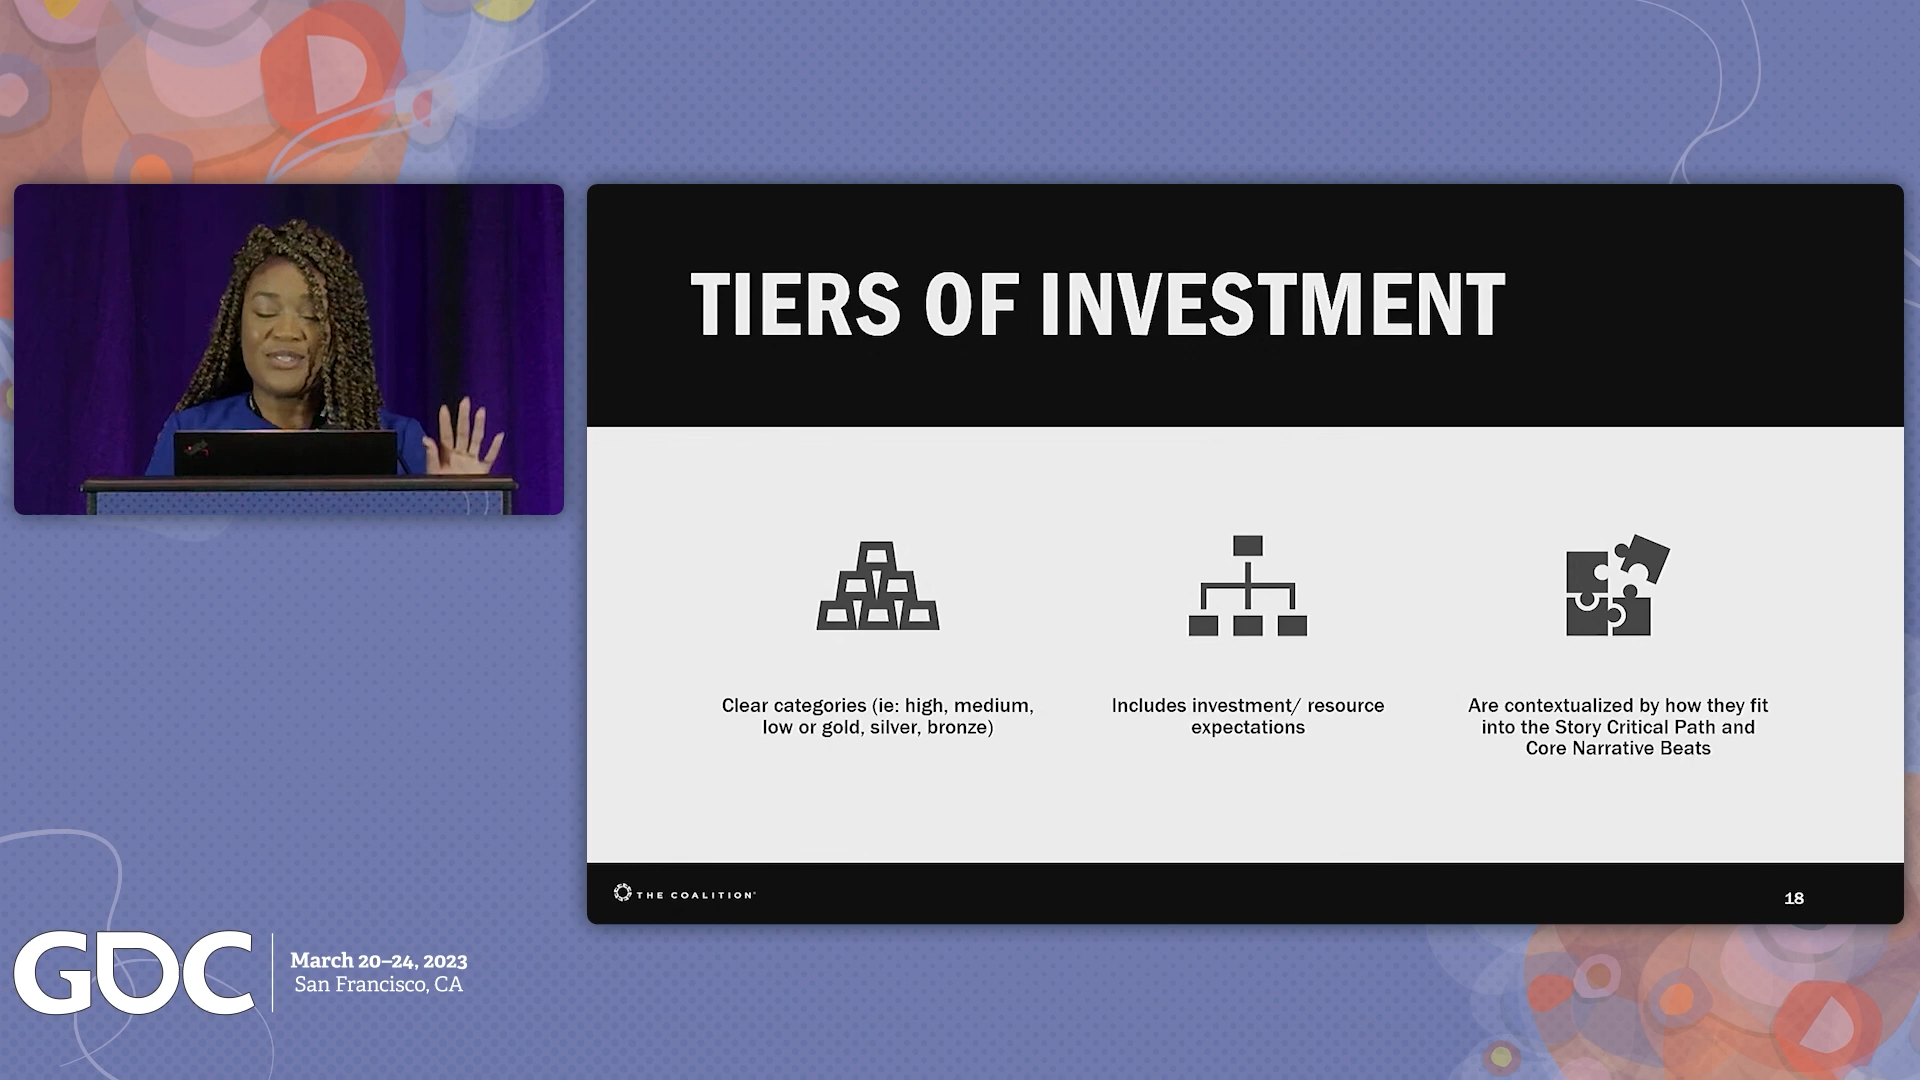 TIERS OF INVESTMENT
Clear categories (ie: high, medium,
low or gold, silver, bronze)
Includes investment/ resource
expectations
Are contextualized by how they fit
into the Story Critical Path and
Core Narrative Beats
THE COALITION
18
GDC
March 20–24, 2023
San Francisco, CA